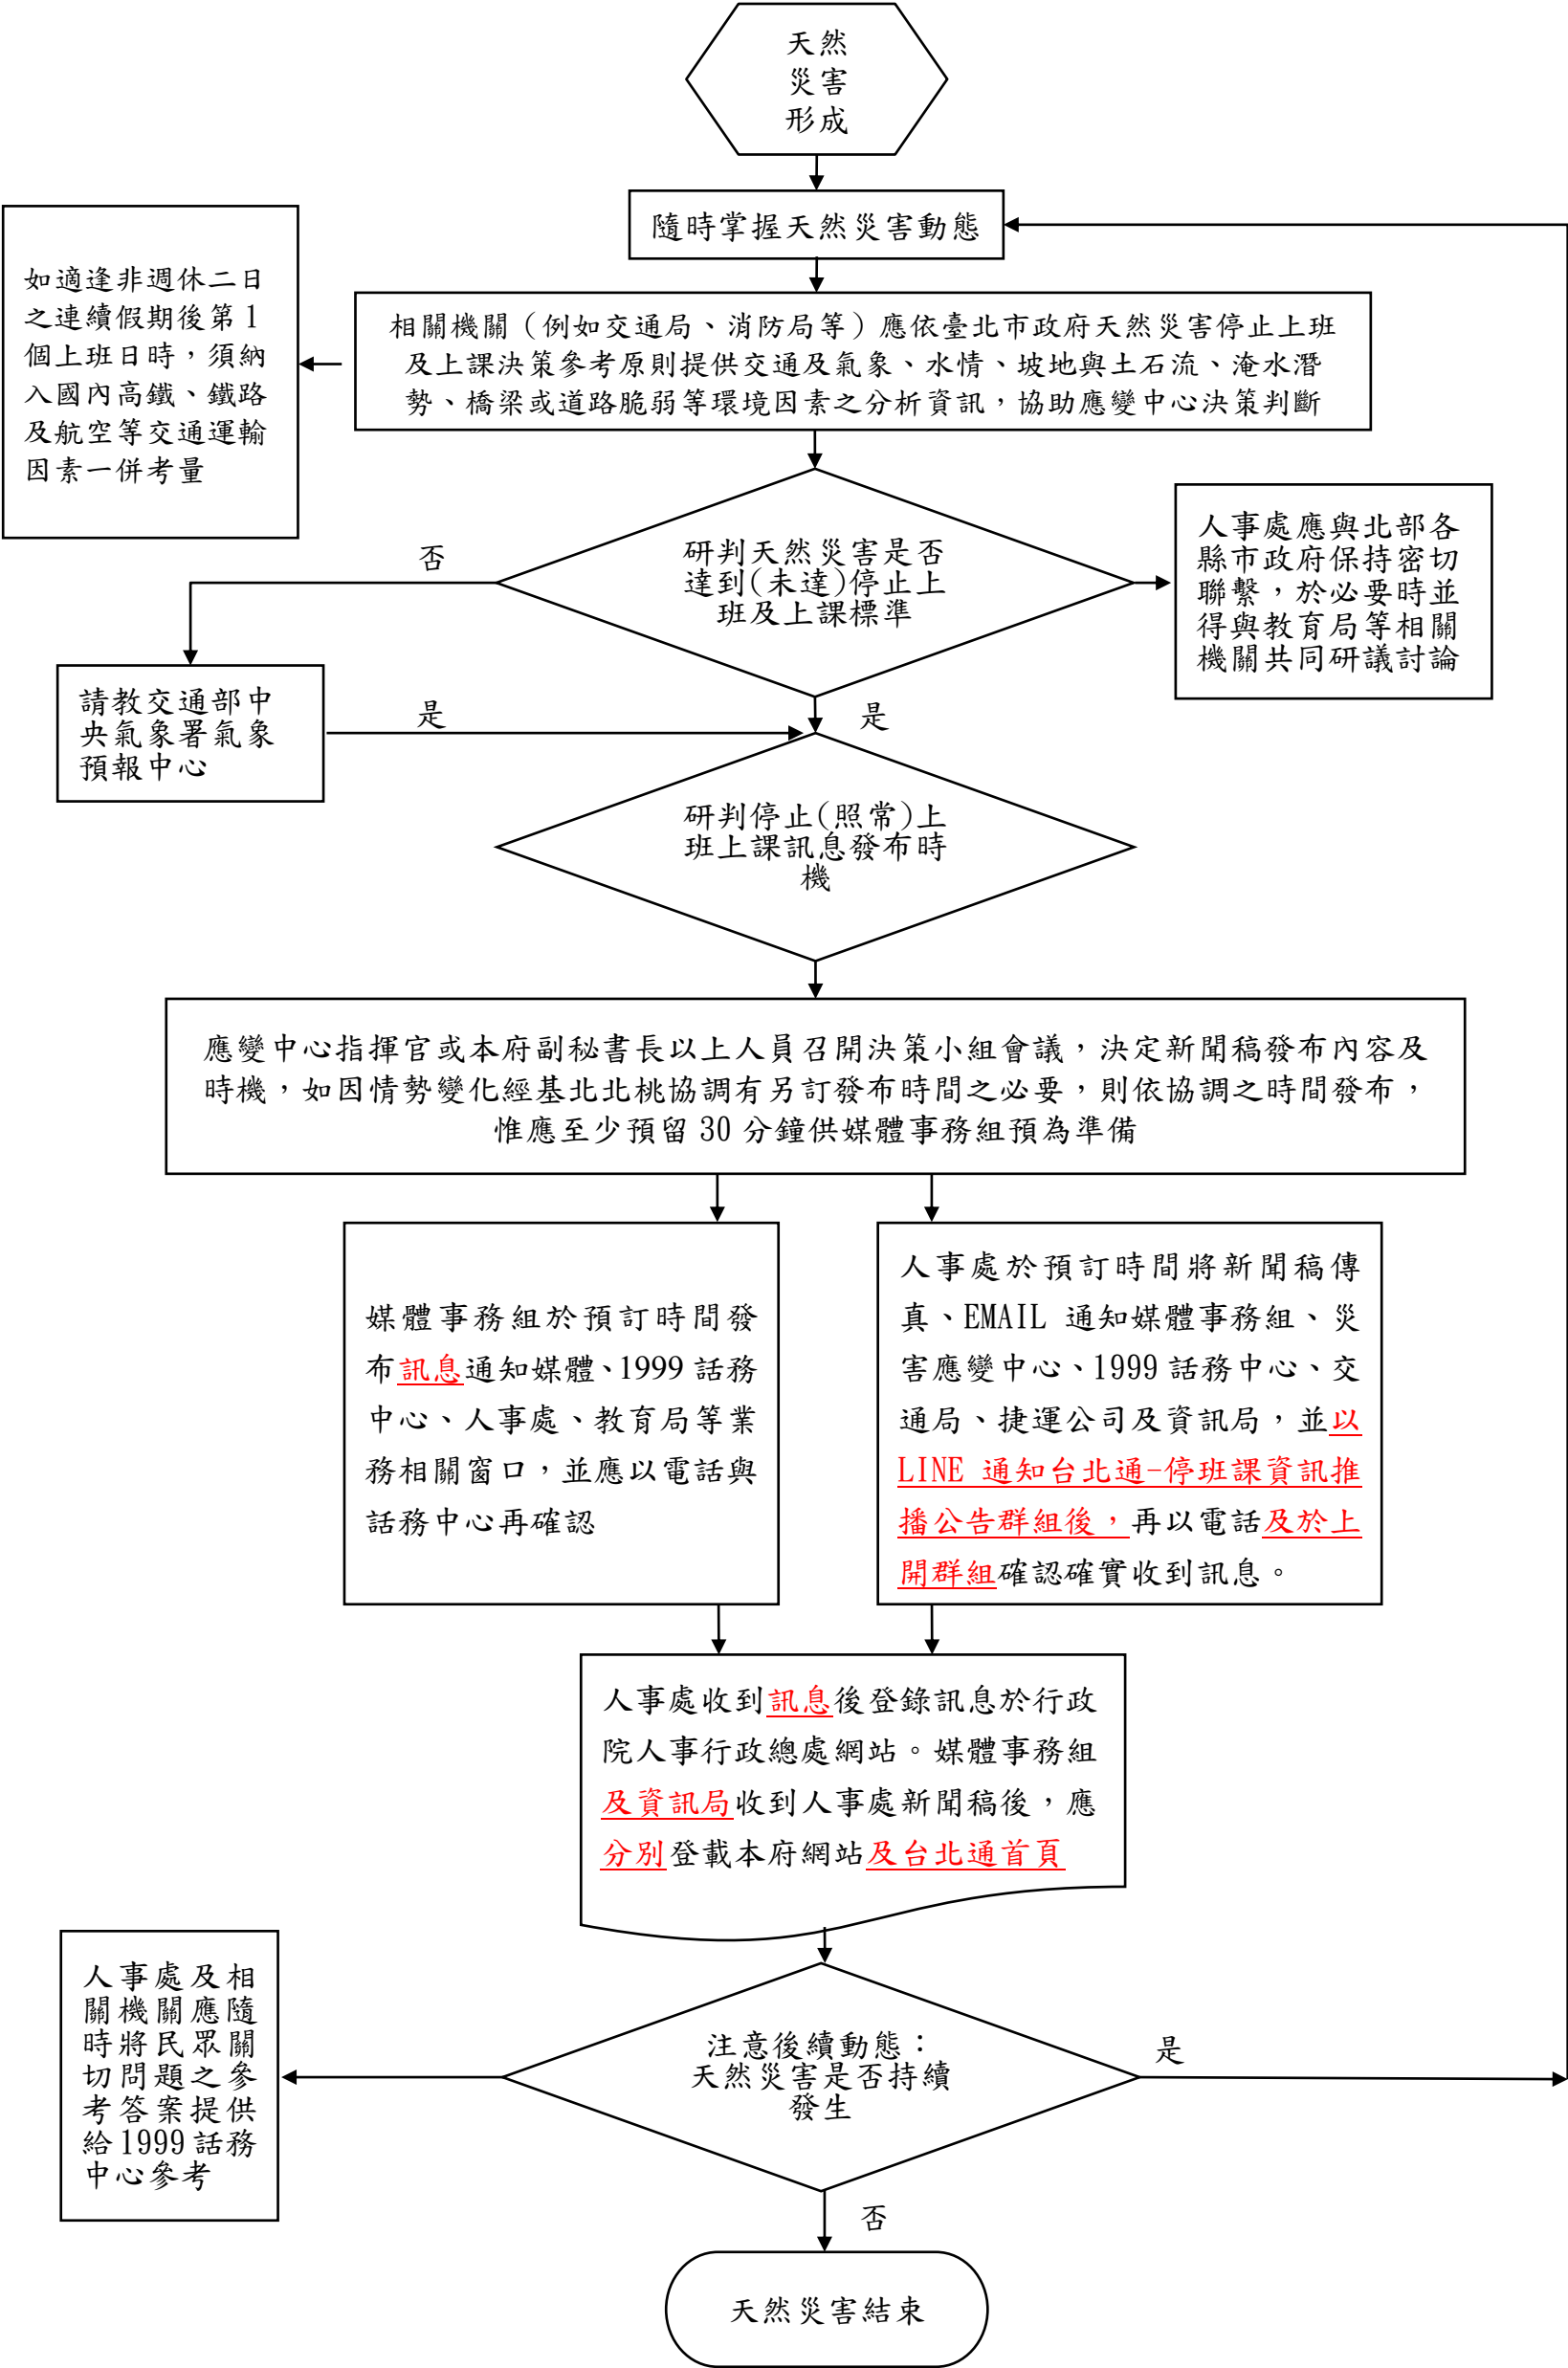 天然
災害
形成
隨時掌握天然災害動態
如適逢非週休二日
之連續假期後第1
個上班日時，須納
入國內高鐵、鐵路
及航空等交通運輸
因素一併考量
相關機關（例如交通局、消防局等）應依臺北市政府天然災害停止上班
及上課決策參考原則提供交通及氣象、水情、坡地與土石流、淹水潛
勢、橋梁或道路脆弱等環境因素之分析資訊，協助應變中心決策判斷
研判天然災害是否
達到(未達)停止上
班及上課標準
否
人事處應與北部各
縣市政府保持密切
聯繫，於必要時並
得與教育局等相關
機關共同研議討論
請教交通部中
央氣象署氣象
預報中心
是
是
研判停止(照常)上
班上課訊息發布時
機
應變中心指揮官或本府副秘書長以上人員召開決策小組會議，決定新聞稿發布內容及
時機，如因情勢變化經基北北桃協調有另訂發布時間之必要，則依協調之時間發布，
惟應至少預留30分鐘供媒體事務組預為準備
媒體事務組於預訂時間發
布訊息通知媒體、1999話務
中心、人事處、教育局等業
務相關窗口，並應以電話與
話務中心再確認
人事處於預訂時間將新聞稿傳
真、EMAIL 通知媒體事務組、災
害應變中心、1999話務中心、交
通局、捷運公司及資訊局，並以
LINE 通知台北通-停班課資訊推
播公告群組後，再以電話及於上
開群組確認確實收到訊息。
人事處收到訊息後登錄訊息於行政
院人事行政總處網站。媒體事務組
及資訊局收到人事處新聞稿後，應
分別登載本府網站及台北通首頁
人事處及相
關機關應隨
時將民眾關
切問題之參
考答案提供
給1999話務
中心參考
注意後續動態：
天然災害是否持續
發生
是
否
天然災害結束